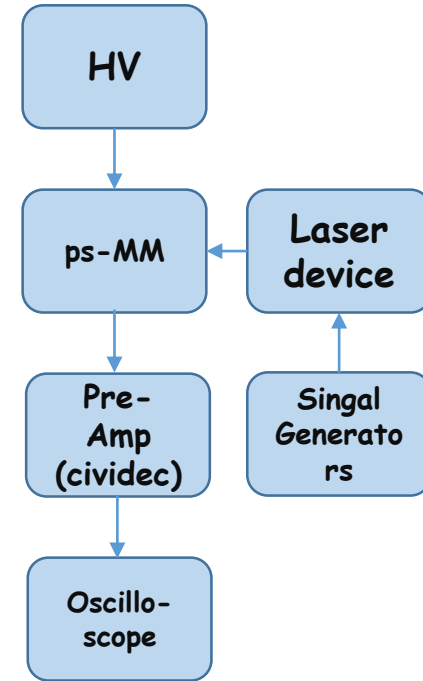 HV
ps-MM
Laser
device
Pre-
Amp
(cividec)
Singal
Generato
rs
Oscillo-
scope